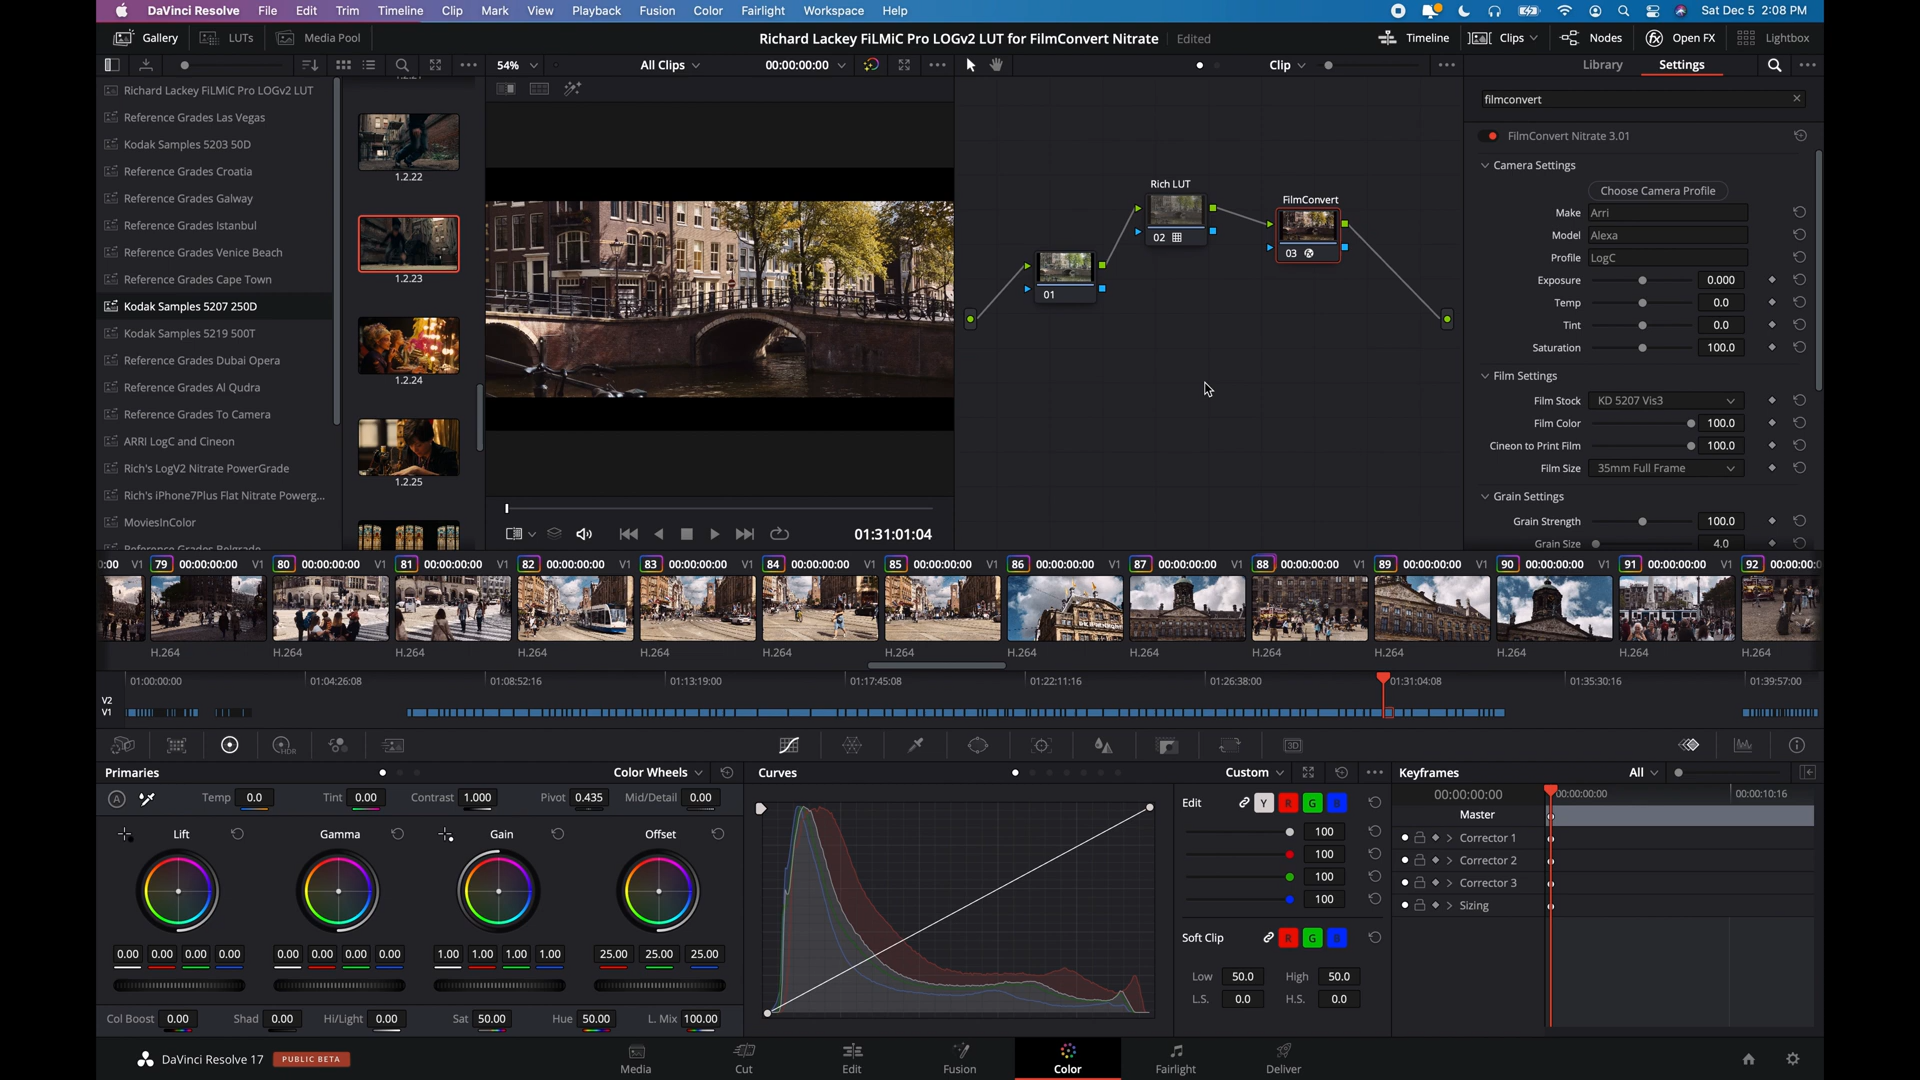 DaVinci Resolve File Edit Trim Timeline Clip Mark View Playback Fusion Color Fairlight Workspace Help Sat Dec 5 2:08 PM
Gallery LUTs Media Pool Richard Lackey FiLMiC Pro LOGv2 LUT for FilmConvert Nitrate Edited Timeline Clips Nodes Open FX Lightbox
54% All Clips 00:00:00:00 Clip Library Settings
Richard Lackey FiLMiC Pro LOGv2 LUT
Reference Grades Las Vegas
Kodak Samples 5203 50D
Reference Grades Croatia
Reference Grades Galway
Reference Grades Istanbul
Reference Grades Venice Beach
Reference Grades Cape Town
Kodak Samples 5207 250D
Kodak Samples 5219 500T
Reference Grades Dubai Opera
Reference Grades Al Qudra
Reference Grades To Camera
ARRI LogC and Cineon
Rich's LogV2 Nitrate PowerGrade
Rich's iPhone7Plus Flat Nitrate Powerg...
MoviesInColor
Reference Grades Belgrade
1.2.22
1.2.23
1.2.24
1.2.25
01:31:01:04
01
Rich LUT
02
FilmConvert
03
filmconvert
FilmConvert Nitrate 3.01
Camera Settings
Choose Camera Profile
Make Arri
Model Alexa
Profile LogC
Exposure 0.000
Temp 0.0
Tint 0.0
Saturation 100.0
Film Settings
Film Stock KD 5207 Vis3
Film Color 100.0
Cineon to Print Film 100.0
Film Size 35mm Full Frame
Grain Settings
Grain Strength 100.0
Grain Size 4.0
0:00 V1 79 00:00:00:00 V1 80 00:00:00:00 V1 81 00:00:00:00 V1 82 00:00:00:00 V1 83 00:00:00:00 V1 84 00:00:00:00 V1 85 00:00:00:00 V1 86 00:00:00:00 V1 87 00:00:00:00 V1 88 00:00:00:00 V1 89 00:00:00:00 V1 90 00:00:00:00 V1 91 00:00:00:00 V1 92 00:00:00:0
H.264 H.264 H.264 H.264 H.264 H.264 H.264 H.264 H.264 H.264 H.264 H.264 H.264 H.264
01:00:00:00 01:04:26:08 01:08:52:16 01:13:19:00 01:17:45:08 01:22:11:16 01:26:38:00 01:31:04:08 01:35:30:16 01:39:57:00
V2
V1
HDR 3D
Primaries Color Wheels
A Temp 0.0 Tint 0.00 Contrast 1.000 Pivot 0.435 Mid/Detail 0.00
Lift Gamma Gain Offset
0.00 0.00 0.00 0.00 0.00 0.00 0.00 0.00 1.00 1.00 1.00 1.00 25.00 25.00 25.00
Col Boost 0.00 Shad 0.00 Hi/Light 0.00 Sat 50.00 Hue 50.00 L. Mix 100.00
Curves Custom
Edit Y R G B
100
100
100
100
Soft Clip R G B
Low 50.0 High 50.0
L.S. 0.0 H.S. 0.0
Keyframes All
00:00:00:00 00:00:00:00 00:00:10:16
Master
Corrector 1
Corrector 2
Corrector 3
Sizing
DaVinci Resolve 17 PUBLIC BETA Media Cut Edit Fusion Color Fairlight Deliver